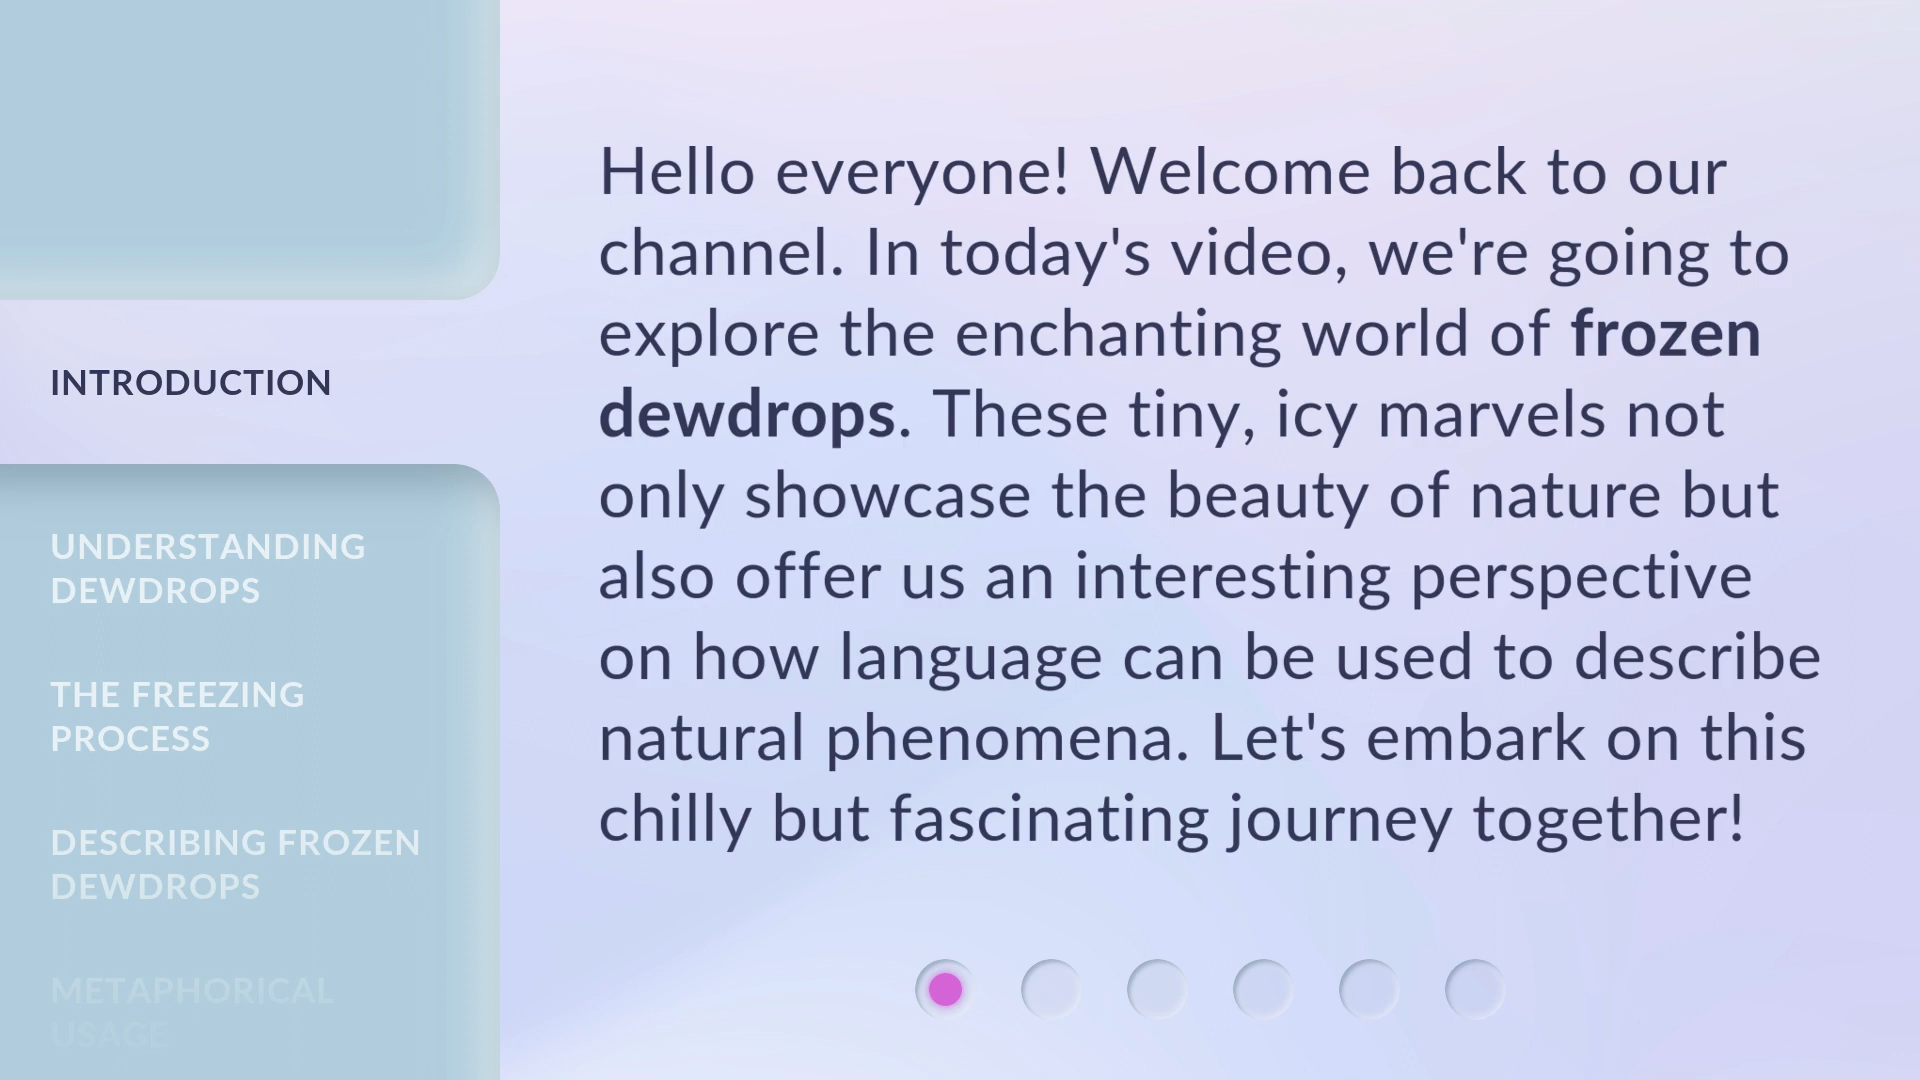 INTRODUCTION
UNDERSTANDING
DEWDROPS
THE FREEZING
PROCESS
DESCRIBING FROZEN
DEWDROPS
METAPHORICAL
USAGE
Hello everyone! Welcome back to our
channel. In today's video, we're going to
explore the enchanting world of frozen
dewdrops. These tiny, icy marvels not
only showcase the beauty of nature but
also offer us an interesting perspective
on how language can be used to describe
natural phenomena. Let's embark on this
chilly but fascinating journey together!